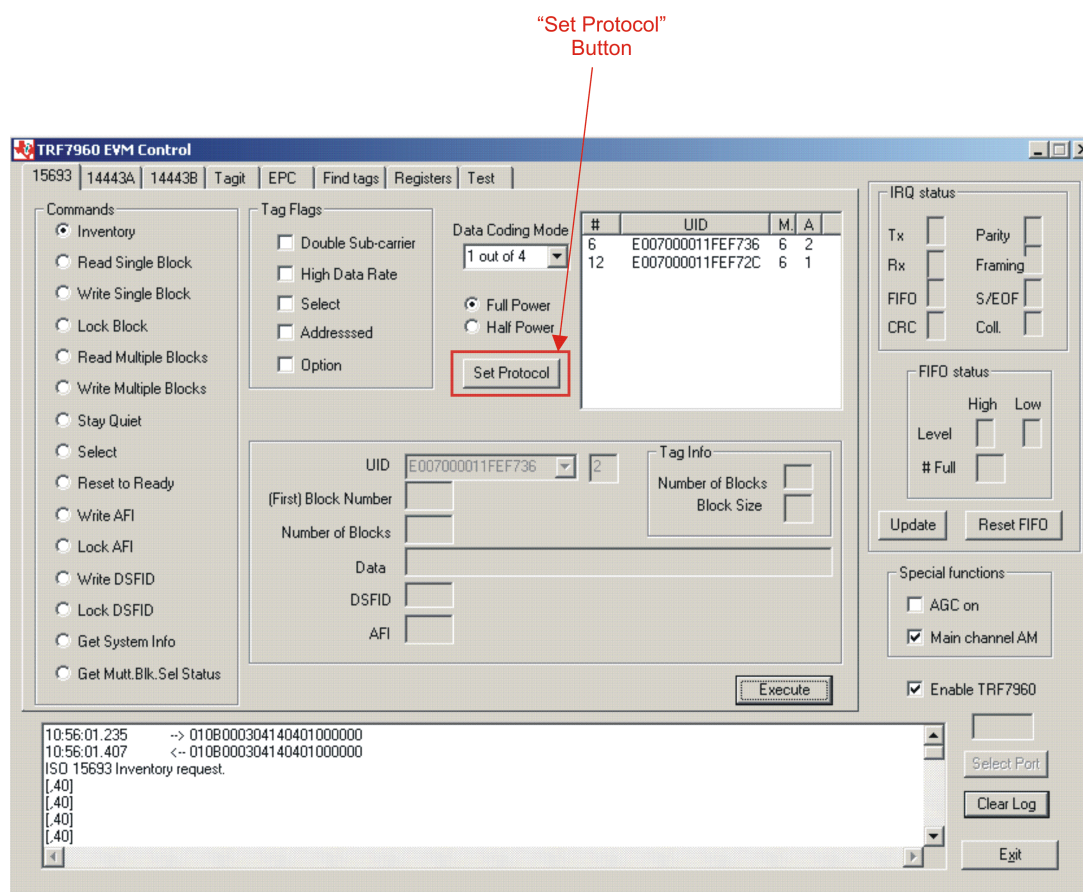 “Set Protocol”
Button
TRF7960 EVM Control
15693 14443A 14443B Tagit EPC Find tags Registers Test
Commands
Inventory
Read Single Block
Write Single Block
Lock Block
Read Multiple Blocks
Write Multiple Blocks
Stay Quiet
Select
Reset to Ready
Write AFI
Lock AFI
Write DSFID
Lock DSFID
Get System Info
Get Mutt.Blk.Sel Status
Tag Flags
Double Sub-carrier
High Data Rate
Select
Addresssed
Option
Data Coding Mode
1 out of 4
Full Power
Half Power
Set Protocol
# UID M. A
6 E007000011FEF736 6 2
12 E007000011FEF72C 6 1
UID E007000011FEF736 2
(First) Block Number
Number of Blocks
Data
DSFID
AFI
Tag Info
Number of Blocks
Block Size
Execute
IRQ status
Tx Parity
Rx Framing
FIFO S/EOF
CRC Coll.
FIFO status
High Low
Level
# Full
Update Reset FIFO
Special functions
AGC on
Main channel AM
Enable TRF7960
Select Port
Clear Log
Exit
10:56:01.235 --> 010B000304140401000000
10:56:01.407 <-- 010B000304140401000000
ISO 15693 Inventory request.
[,40]
[,40]
[,40]
[,40]